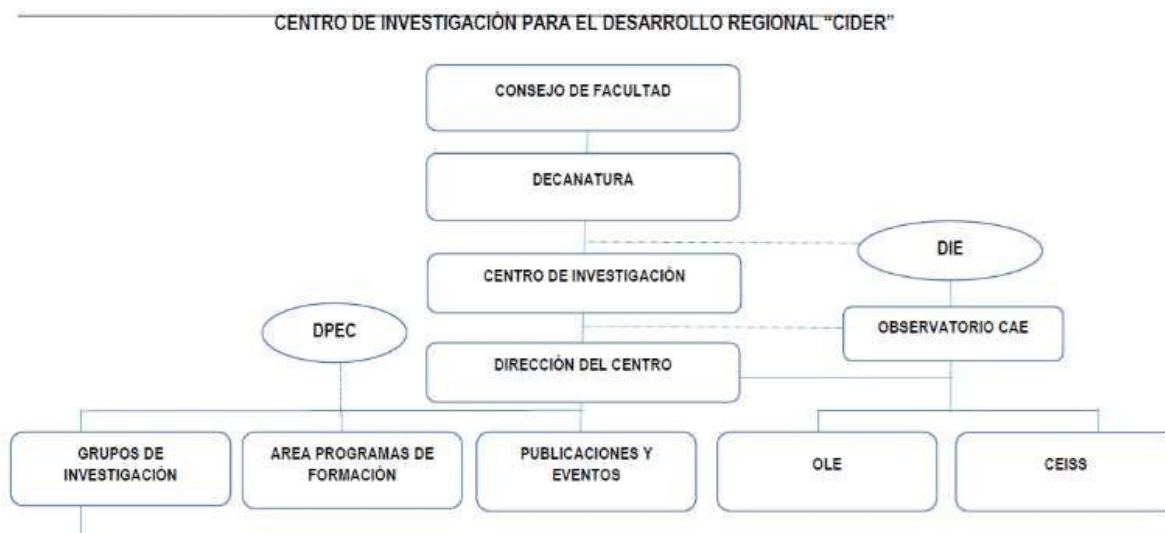 CENTRO DE INVESTIGACIÓN PARA EL DESARROLLO REGIONAL “CIDER”
CONSEJO DE FACULTAD
DECANATURA
DIE
CENTRO DE INVESTIGACIÓN
OBSERVATORIO CAE
DPEC
DIRECCIÓN DEL CENTRO
GRUPOS DE
INVESTIGACIÓN
AREA PROGRAMAS DE
FORMACIÓN
PUBLICACIONES Y
EVENTOS
OLE
CEISS